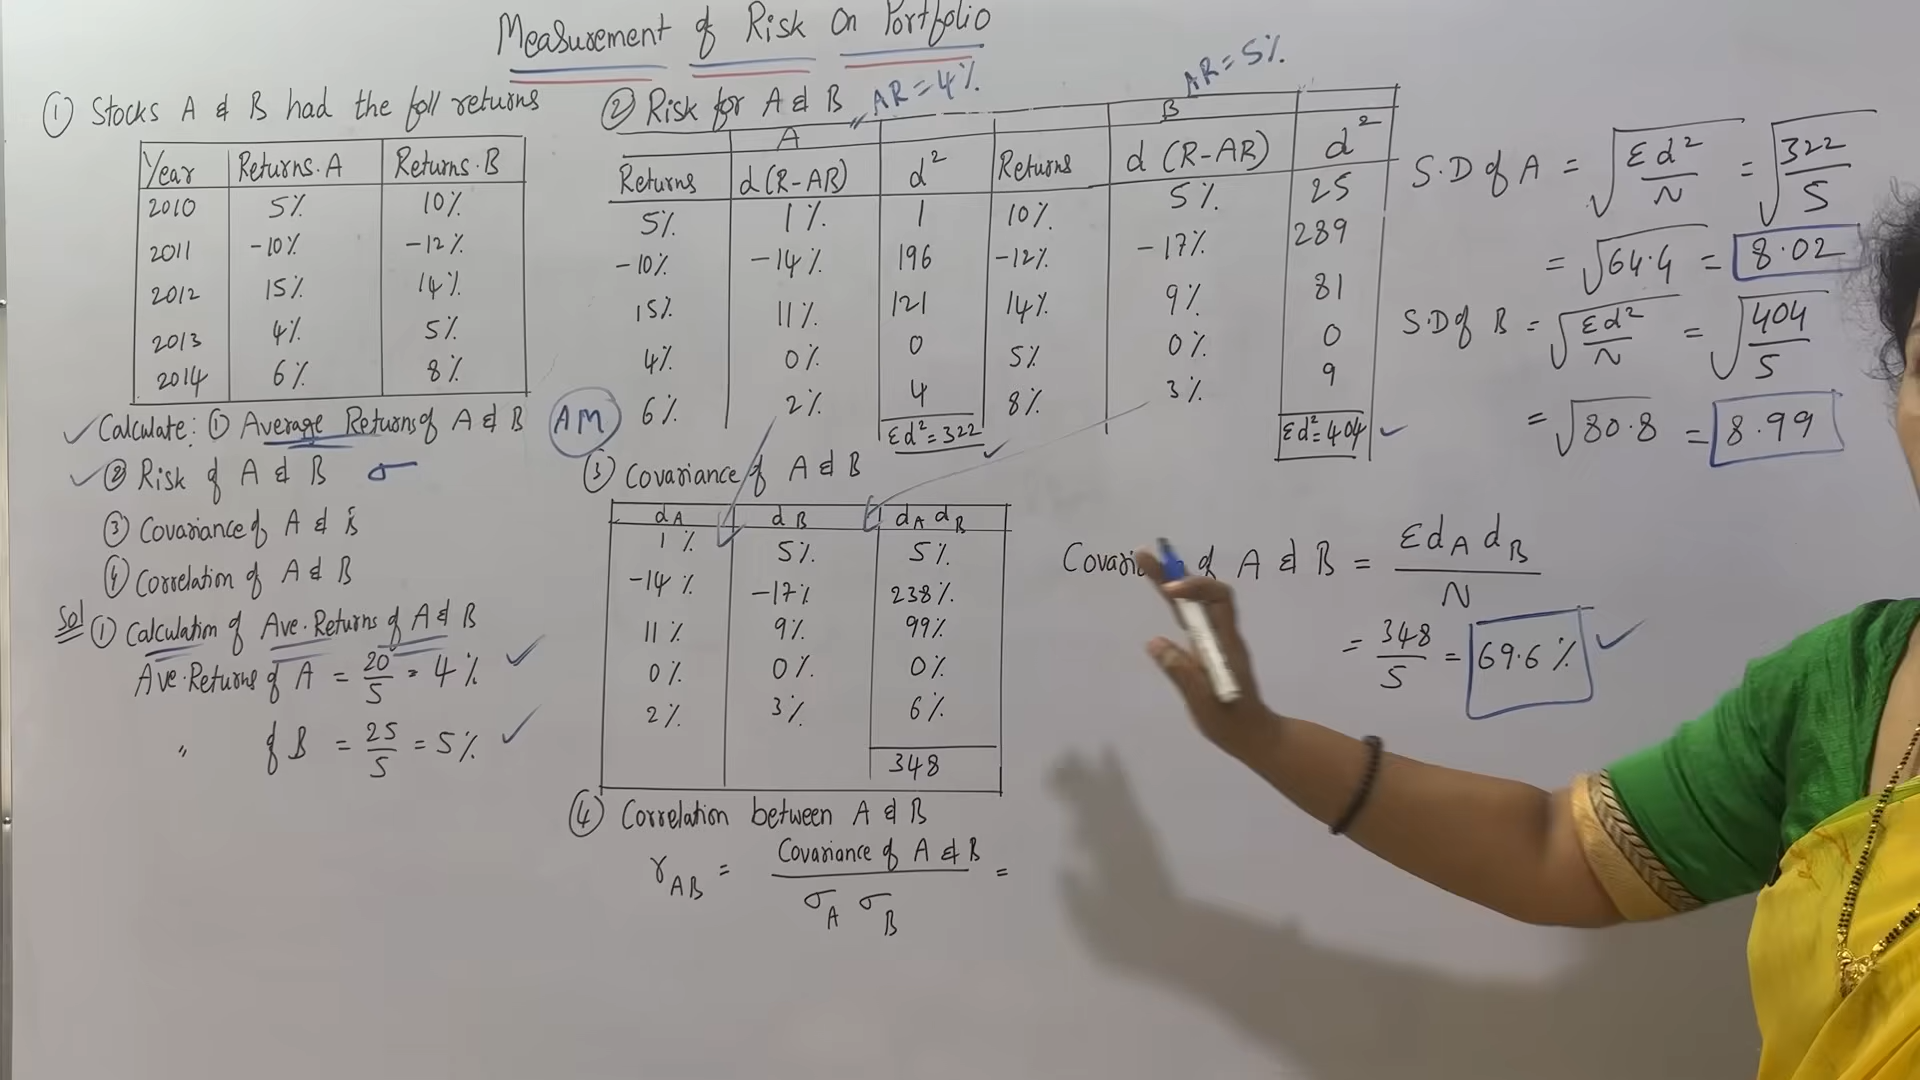 Measurement of Risk On Portfolio
① Stocks A & B had the foll returns
Year Returns.A Returns.B
2010 5% 10%
2011 -10% -12%
2012 15% 14%
2013 4% 5%
2014 6% 8%
Calculate: ① Average Returns of A & B
② Risk of A & B σ
③ Covariance of A & B
④ Correlation of A & B
Sol ① Calculation of Ave.Returns of A & B
Ave.Returns of A = 20/5 = 4% ✓
" of B = 25/5 = 5% ✓
② Risk for A & B AR = 4% AR = 5%
A B
Returns d(R-AR) d² Returns d (R-AR) d²
5% 1% 1 10% 5% 25
-10% -14% 196 -12% -17% 289
15% 11% 121 14% 9% 81
4% 0% 0 5% 0% 0
6% 2% 4 8% 3% 9
Σd²=322 Σd²=404
AM
③ Covariance of A & B
dA dB dA dB
1% 5% 5%
-14% -17% 238%
11% 9% 99%
0% 0% 0%
2% 3% 6%
348
④ Correlation between A & B
rAB = Covariance of A & B / σA σB =
S.D of A = √Σd²/N = √322/5
= √64.4 = 8.02
S.D of B = √Σd²/N = √404/5
= √80.8 = 8.99
of A & B = ΣdA dB / N
= 348/5 = 69.6% ✓